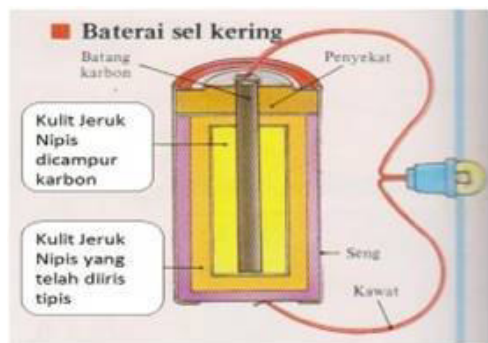 Baterai sel kering
Batang
karbon
Penyekat
Kulit Jeruk
Nipis
dicampur
karbon
Kulit Jeruk
Nipis yang
telah diiris
tipis
Seng
Kawat